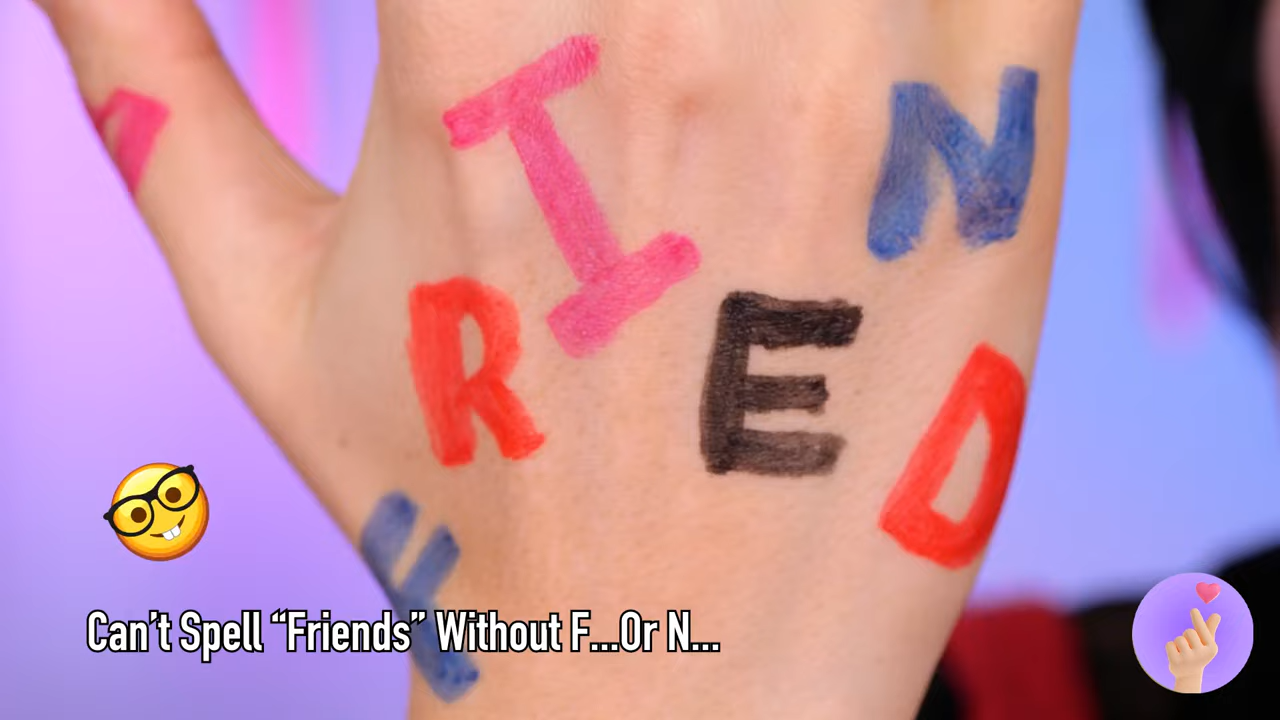 I N
R E D
F
Can't Spell “Friends” Without F...Or N...